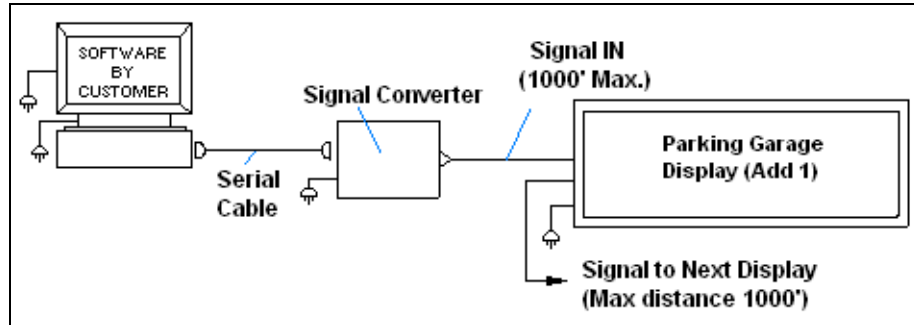 SOFTWARE
BY
CUSTOMER
Signal Converter
Serial
Cable
Signal IN
(1000' Max.)
Parking Garage
Display (Add 1)
Signal to Next Display
(Max distance 1000')